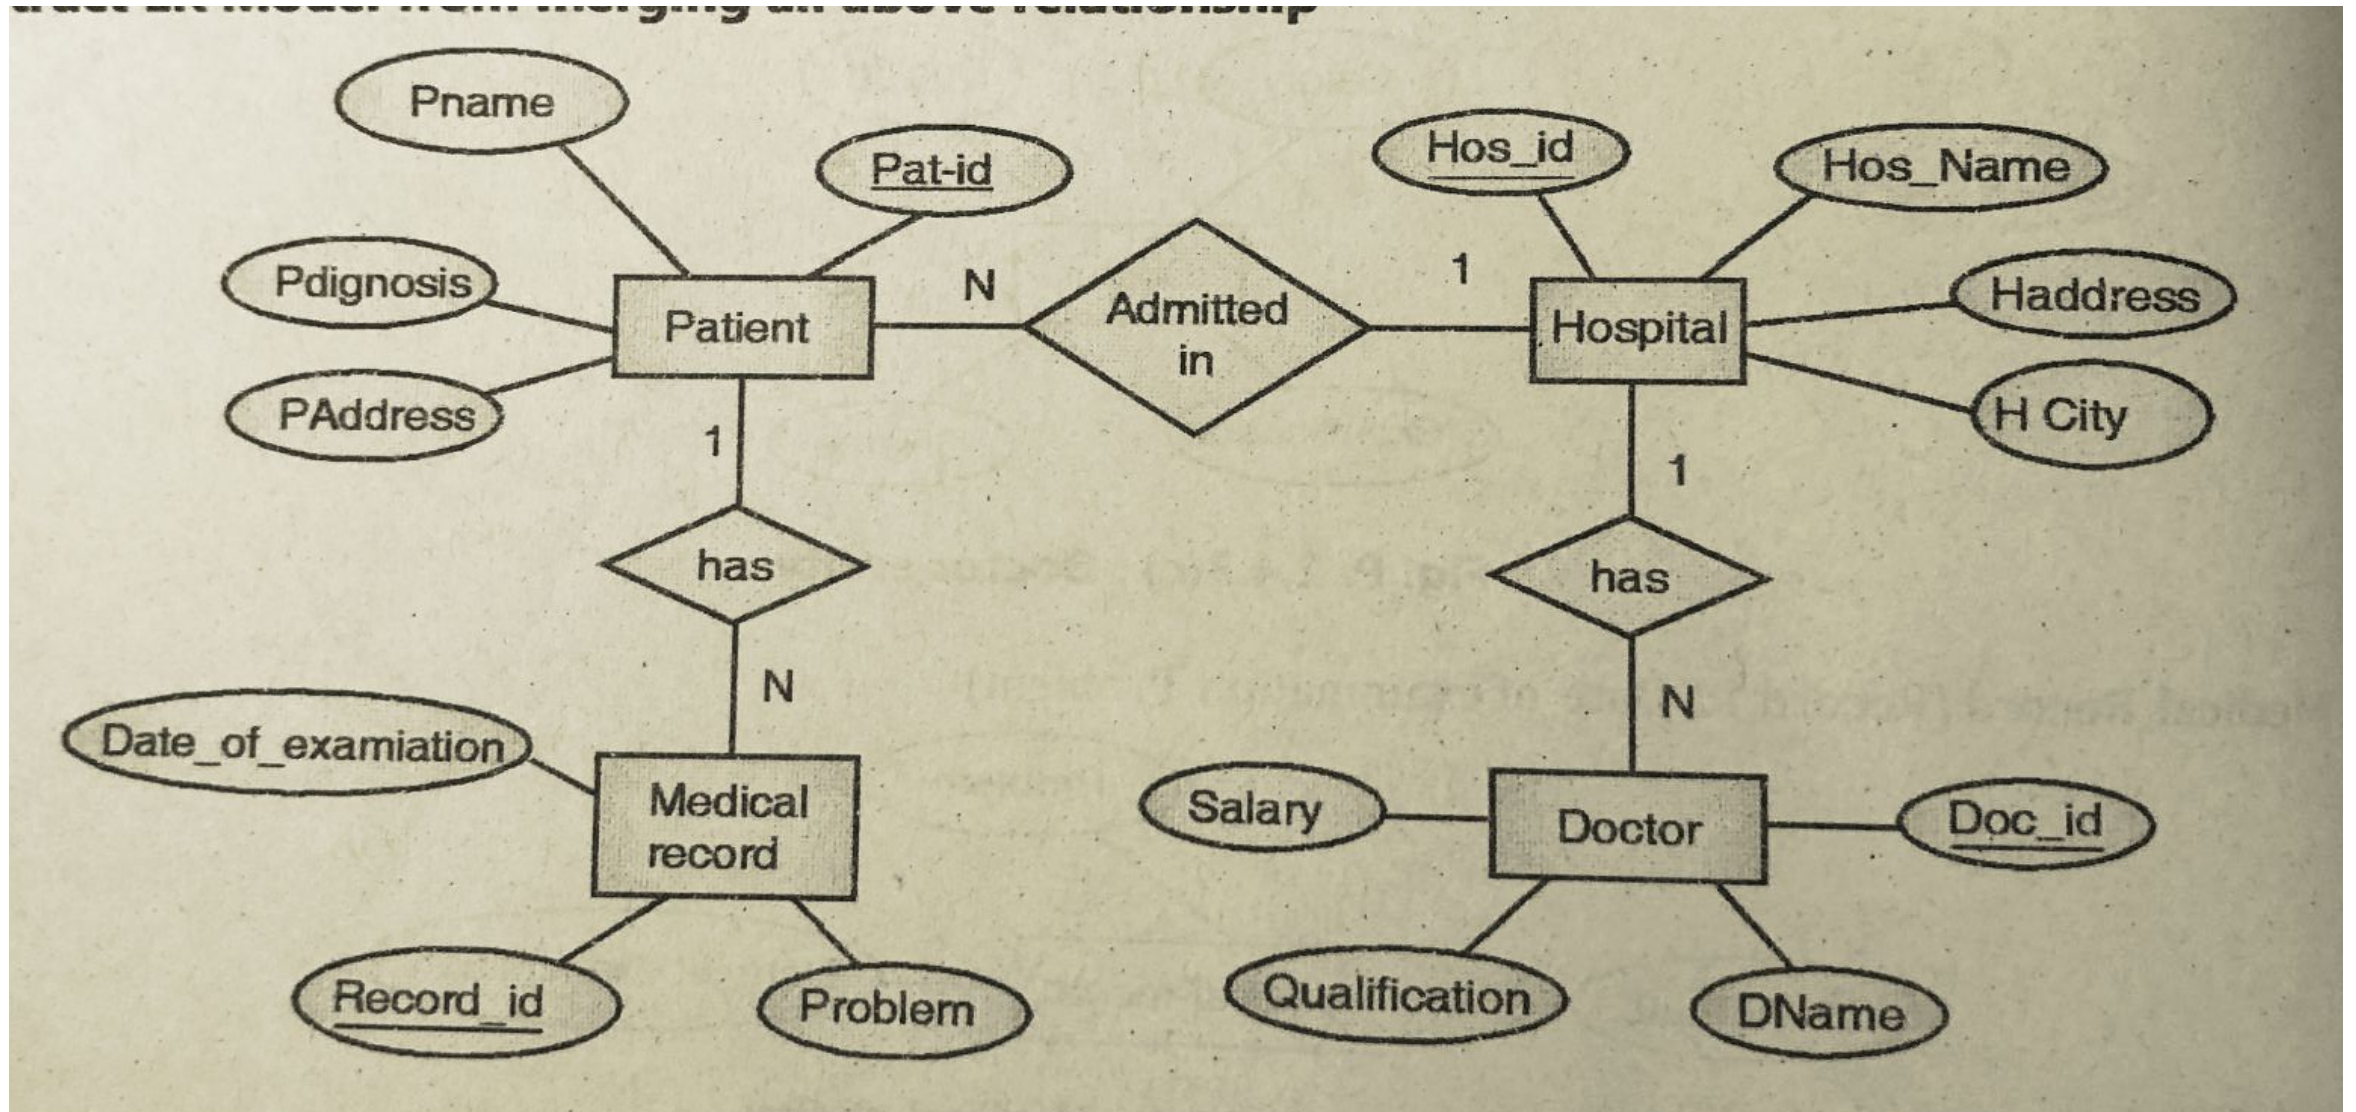 Pname
Pat-id
Hos_id
Hos_Name
Pdignosis
N
1
Haddress
Patient
Admitted
in
Hospital
PAddress
H City
1
1
has
has
N
N
Date_of_examiation
Medical
record
Salary
Doctor
Doc_id
Record_id
Problem
Qualification
DName